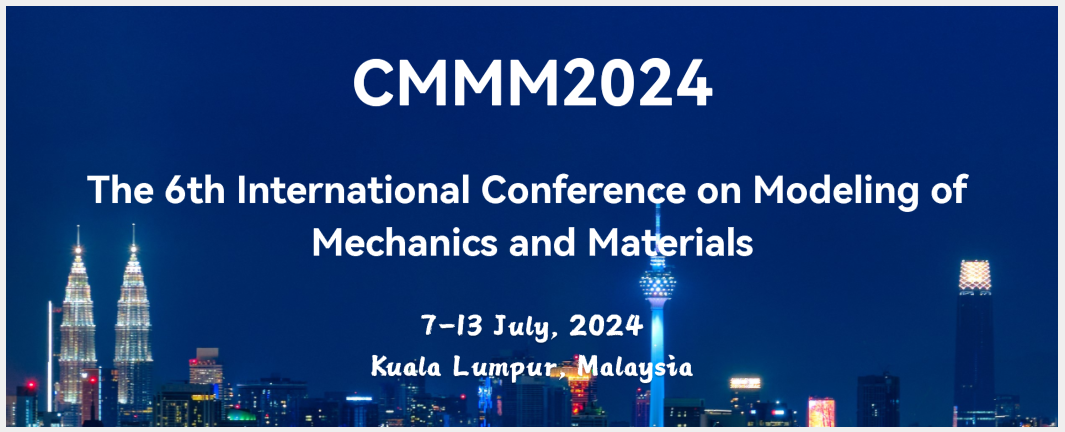 CMMM2024
The 6th International Conference on Modeling of
Mechanics and Materials
7-13 July, 2024
Kuala Lumpur, Malaysia